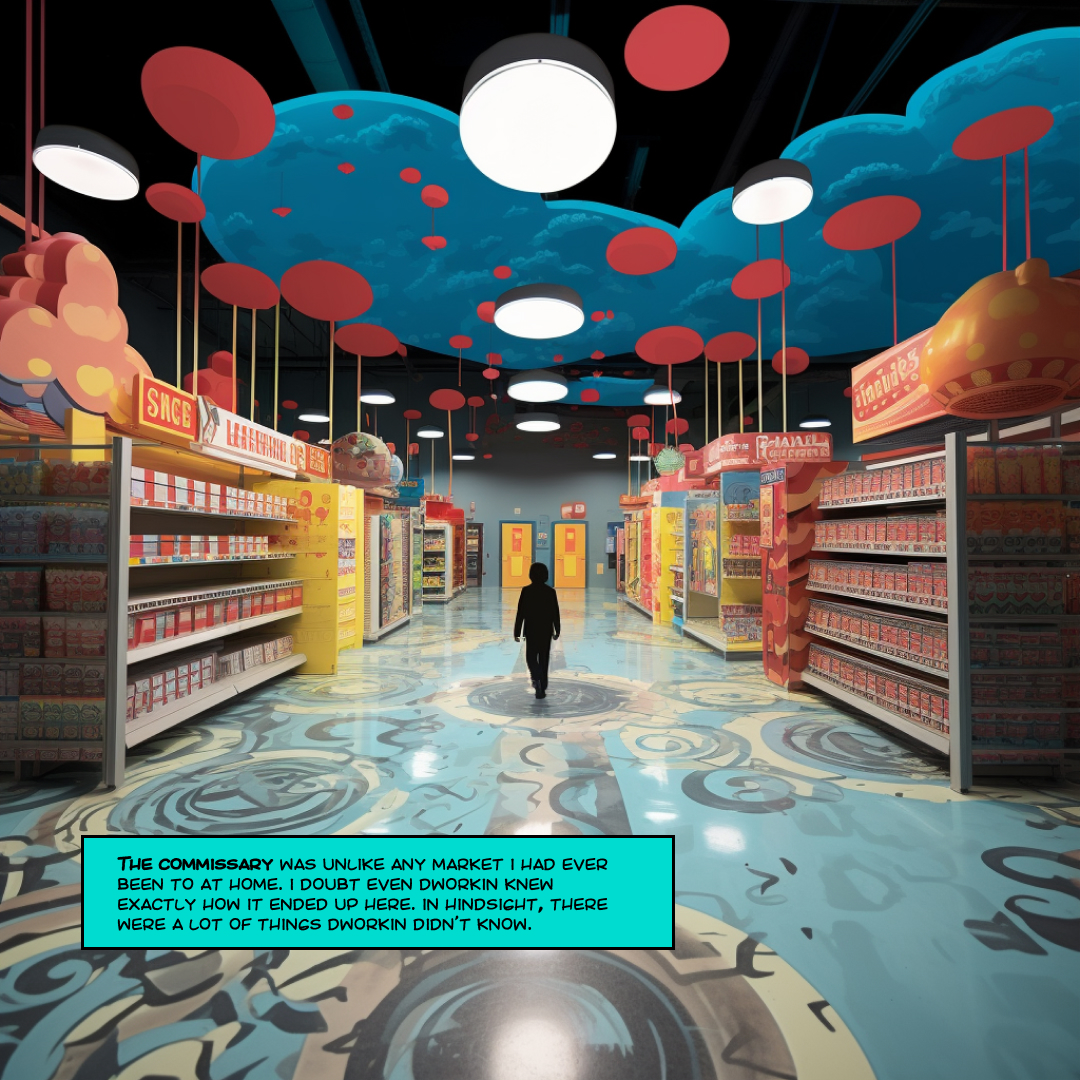 SNCE
THE COMMISSARY WAS UNLIKE ANY MARKET I HAD EVER
BEEN TO AT HOME. I DOUBT EVEN DWORKIN KNEW
EXACTLY HOW IT ENDED UP HERE. IN HINDSIGHT, THERE
WERE A LOT OF THINGS DWORKIN DIDN'T KNOW.